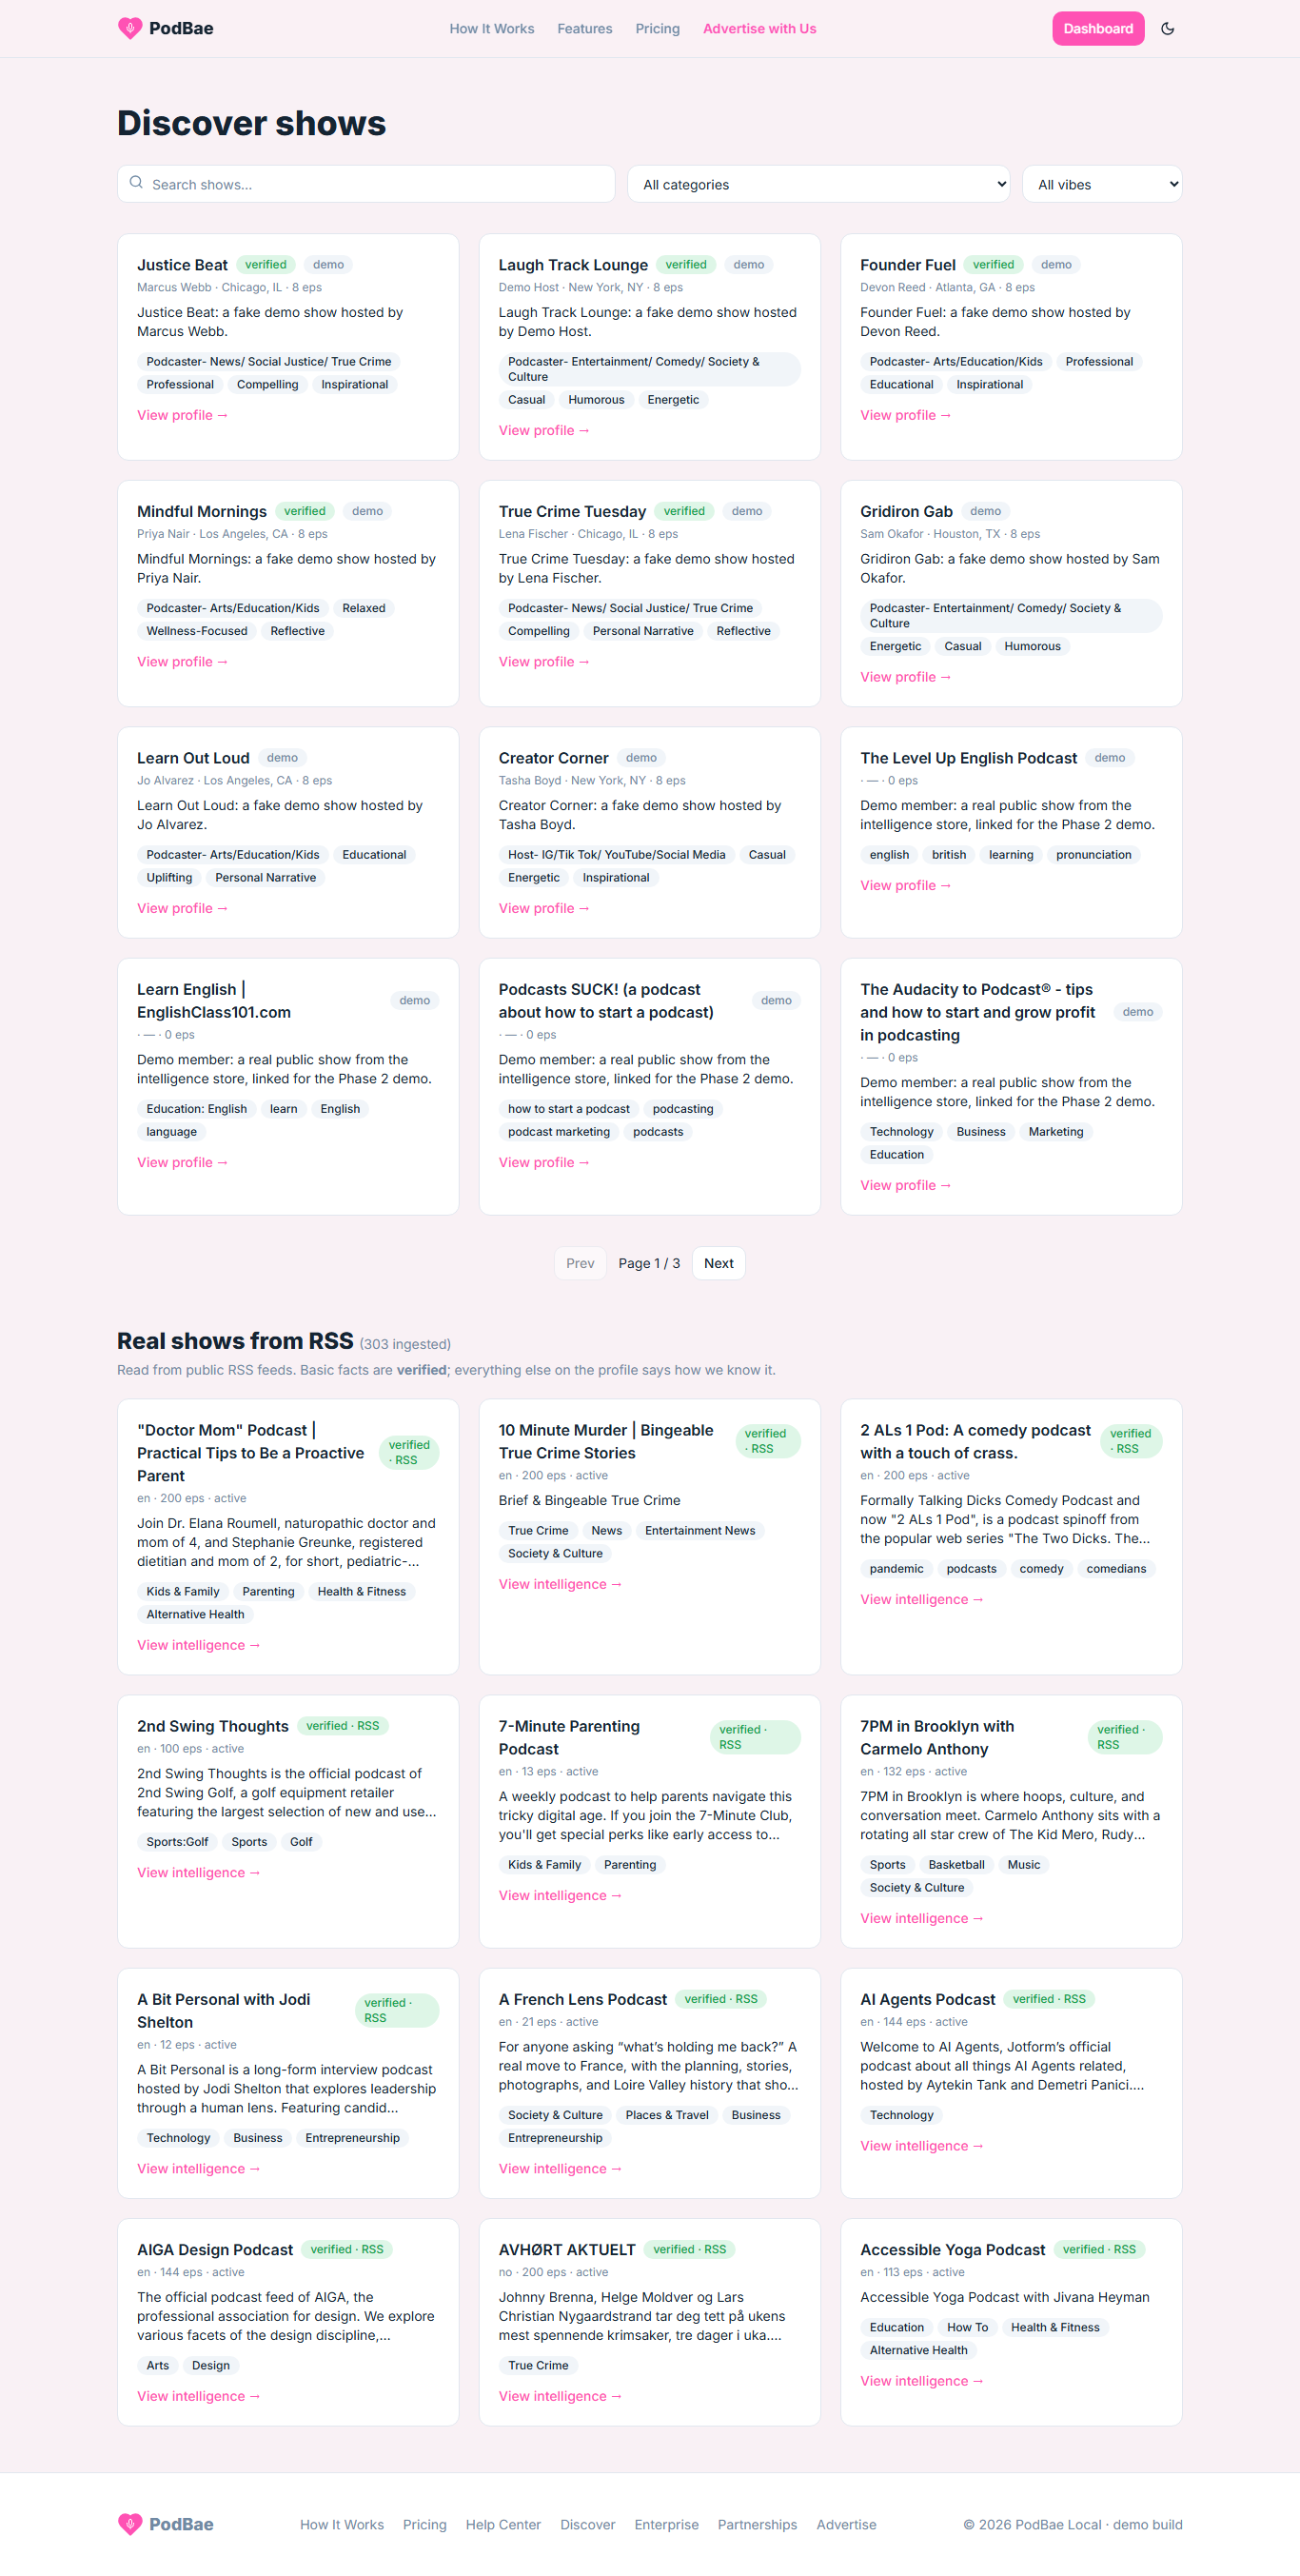 PodBae
How It Works
Features
Pricing
Advertise with Us
Dashboard
Discover shows
Search shows...
All categories
All vibes
Justice Beat verified demo
Marcus Webb · Chicago, IL · 8 eps
Justice Beat: a fake demo show hosted by
Marcus Webb.
Podcaster- News/ Social Justice/ True Crime
Professional Compelling Inspirational
View profile →
Laugh Track Lounge verified demo
Demo Host · New York, NY · 8 eps
Laugh Track Lounge: a fake demo show hosted
by Demo Host.
Podcaster- Entertainment/ Comedy/ Society &
Culture
Casual Humorous Energetic
View profile →
Founder Fuel verified demo
Devon Reed · Atlanta, GA · 8 eps
Founder Fuel: a fake demo show hosted by
Devon Reed.
Podcaster- Arts/Education/Kids Professional
Educational Inspirational
View profile →
Mindful Mornings verified demo
Priya Nair · Los Angeles, CA · 8 eps
Mindful Mornings: a fake demo show hosted by
Priya Nair.
Podcaster- Arts/Education/Kids Relaxed
Wellness-Focused Reflective
View profile →
True Crime Tuesday verified demo
Lena Fischer · Chicago, IL · 8 eps
True Crime Tuesday: a fake demo show hosted
by Lena Fischer.
Podcaster- News/ Social Justice/ True Crime
Compelling Personal Narrative Reflective
View profile →
Gridiron Gab demo
Sam Okafor · Houston, TX · 8 eps
Gridiron Gab: a fake demo show hosted by Sam
Okafor.
Podcaster- Entertainment/ Comedy/ Society &
Culture
Energetic Casual Humorous
View profile →
Learn Out Loud demo
Jo Alvarez · Los Angeles, CA · 8 eps
Learn Out Loud: a fake demo show hosted by
Jo Alvarez.
Podcaster- Arts/Education/Kids Educational
Uplifting Personal Narrative
View profile →
Creator Corner demo
Tasha Boyd · New York, NY · 8 eps
Creator Corner: a fake demo show hosted by
Tasha Boyd.
Host- IG/Tik Tok/ YouTube/Social Media Casual
Energetic Inspirational
View profile →
The Level Up English Podcast demo
· — · 0 eps
Demo member: a real public show from the
intelligence store, linked for the Phase 2 demo.
english british learning pronunciation
View profile →
Learn English |
EnglishClass101.com
demo
· — · 0 eps
Demo member: a real public show from the
intelligence store, linked for the Phase 2 demo.
Education: English learn English
language
View profile →
Podcasts SUCK! (a podcast
about how to start a podcast)
demo
· — · 0 eps
Demo member: a real public show from the
intelligence store, linked for the Phase 2 demo.
how to start a podcast podcasting
podcast marketing podcasts
View profile →
The Audacity to Podcast® - tips
and how to start and grow profit
in podcasting
demo
· — · 0 eps
Demo member: a real public show from the
intelligence store, linked for the Phase 2 demo.
Technology Business Marketing
Education
View profile →
Prev Page 1 / 3 Next
Real shows from RSS (303 ingested)
Read from public RSS feeds. Basic facts are verified; everything else on the profile says how we know it.
"Doctor Mom" Podcast |
Practical Tips to Be a Proactive
Parent
verified
· RSS
en · 200 eps · active
Join Dr. Elana Roumell, naturopathic doctor and
mom of 4, and Stephanie Greunke, registered
dietitian and mom of 2, for short, pediatric-...
Kids & Family Parenting Health & Fitness
Alternative Health
View intelligence →
10 Minute Murder | Bingeable
True Crime Stories
verified
· RSS
en · 200 eps · active
Brief & Bingeable True Crime
True Crime News Entertainment News
Society & Culture
View intelligence →
2 ALs 1 Pod: A comedy podcast
with a touch of crass.
verified
· RSS
en · 200 eps · active
Formally Talking Dicks Comedy Podcast and
now "2 ALs 1 Pod", is a podcast spinoff from
the popular web series "The Two Dicks. The...
pandemic podcasts comedy comedians
View intelligence →
2nd Swing Thoughts verified · RSS
en · 100 eps · active
2nd Swing Thoughts is the official podcast of
2nd Swing Golf, a golf equipment retailer
featuring the largest selection of new and use...
Sports:Golf Sports Golf
View intelligence →
7-Minute Parenting
Podcast
verified ·
RSS
en · 13 eps · active
A weekly podcast to help parents navigate this
tricky digital age. If you join the 7-Minute Club,
you'll get special perks like early access to...
Kids & Family Parenting
View intelligence →
7PM in Brooklyn with
Carmelo Anthony
verified ·
RSS
en · 132 eps · active
7PM in Brooklyn is where hoops, culture, and
conversation meet. Carmelo Anthony sits with a
rotating all star crew of The Kid Mero, Rudy...
Sports Basketball Music
Society & Culture
View intelligence →
A Bit Personal with Jodi
Shelton
verified ·
RSS
en · 12 eps · active
A Bit Personal is a long-form interview podcast
hosted by Jodi Shelton that explores leadership
through a human lens. Featuring candid...
Technology Business Entrepreneurship
View intelligence →
A French Lens Podcast verified · RSS
en · 21 eps · active
For anyone asking “what’s holding me back?” A
real move to France, with the planning, stories,
photographs, and Loire Valley history that sho...
Society & Culture Places & Travel Business
Entrepreneurship
View intelligence →
AI Agents Podcast verified · RSS
en · 144 eps · active
Welcome to AI Agents, Jotform’s official
podcast about all things AI Agents related,
hosted by Aytekin Tank and Demetri Panici....
Technology
View intelligence →
AIGA Design Podcast verified · RSS
en · 144 eps · active
The official podcast feed of AIGA, the
professional association for design. We explore
various facets of the design discipline,...
Arts Design
View intelligence →
AVHØRT AKTUELT verified · RSS
no · 200 eps · active
Johnny Brenna, Helge Moldver og Lars
Christian Nygaardstrand tar deg tett på ukens
mest spennende krimsaker, tre dager i uka....
True Crime
View intelligence →
Accessible Yoga Podcast verified · RSS
en · 113 eps · active
Accessible Yoga Podcast with Jivana Heyman
Education How To Health & Fitness
Alternative Health
View intelligence →
PodBae
How It Works
Pricing
Help Center
Discover
Enterprise
Partnerships
Advertise
© 2026 PodBae Local · demo build